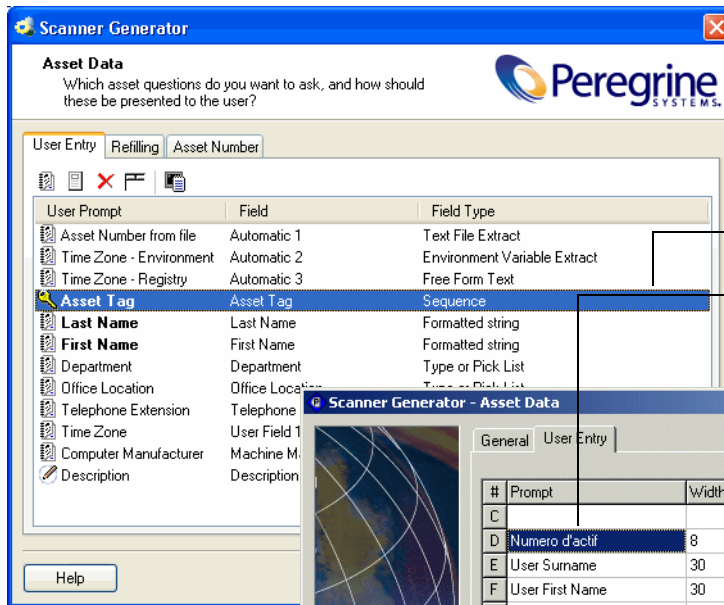 Scanner Generator
Asset Data
Which asset questions do you want to ask, and how should
these be presented to the user?
Peregrine
SYSTEMS.
User Entry Refilling Asset Number
User Prompt Field Field Type
Asset Number from file Automatic 1 Text File Extract
Time Zone - Environment Automatic 2 Environment Variable Extract
Time Zone - Registry Automatic 3 Free Form Text
Asset Tag Asset Tag Sequence
Last Name Last Name Formatted string
First Name First Name Formatted string
Department Department Type or Pick List
Office Location Office Location Type or Pick List
Telephone Extension Telephone
Time Zone User Field 1
Computer Manufacturer Machine M
Description Description
Help
Scanner Generator - Asset Data
General User Entry
# Prompt Width
C
D Numero d'actif 8
E User Surname 30
F User First Name 30